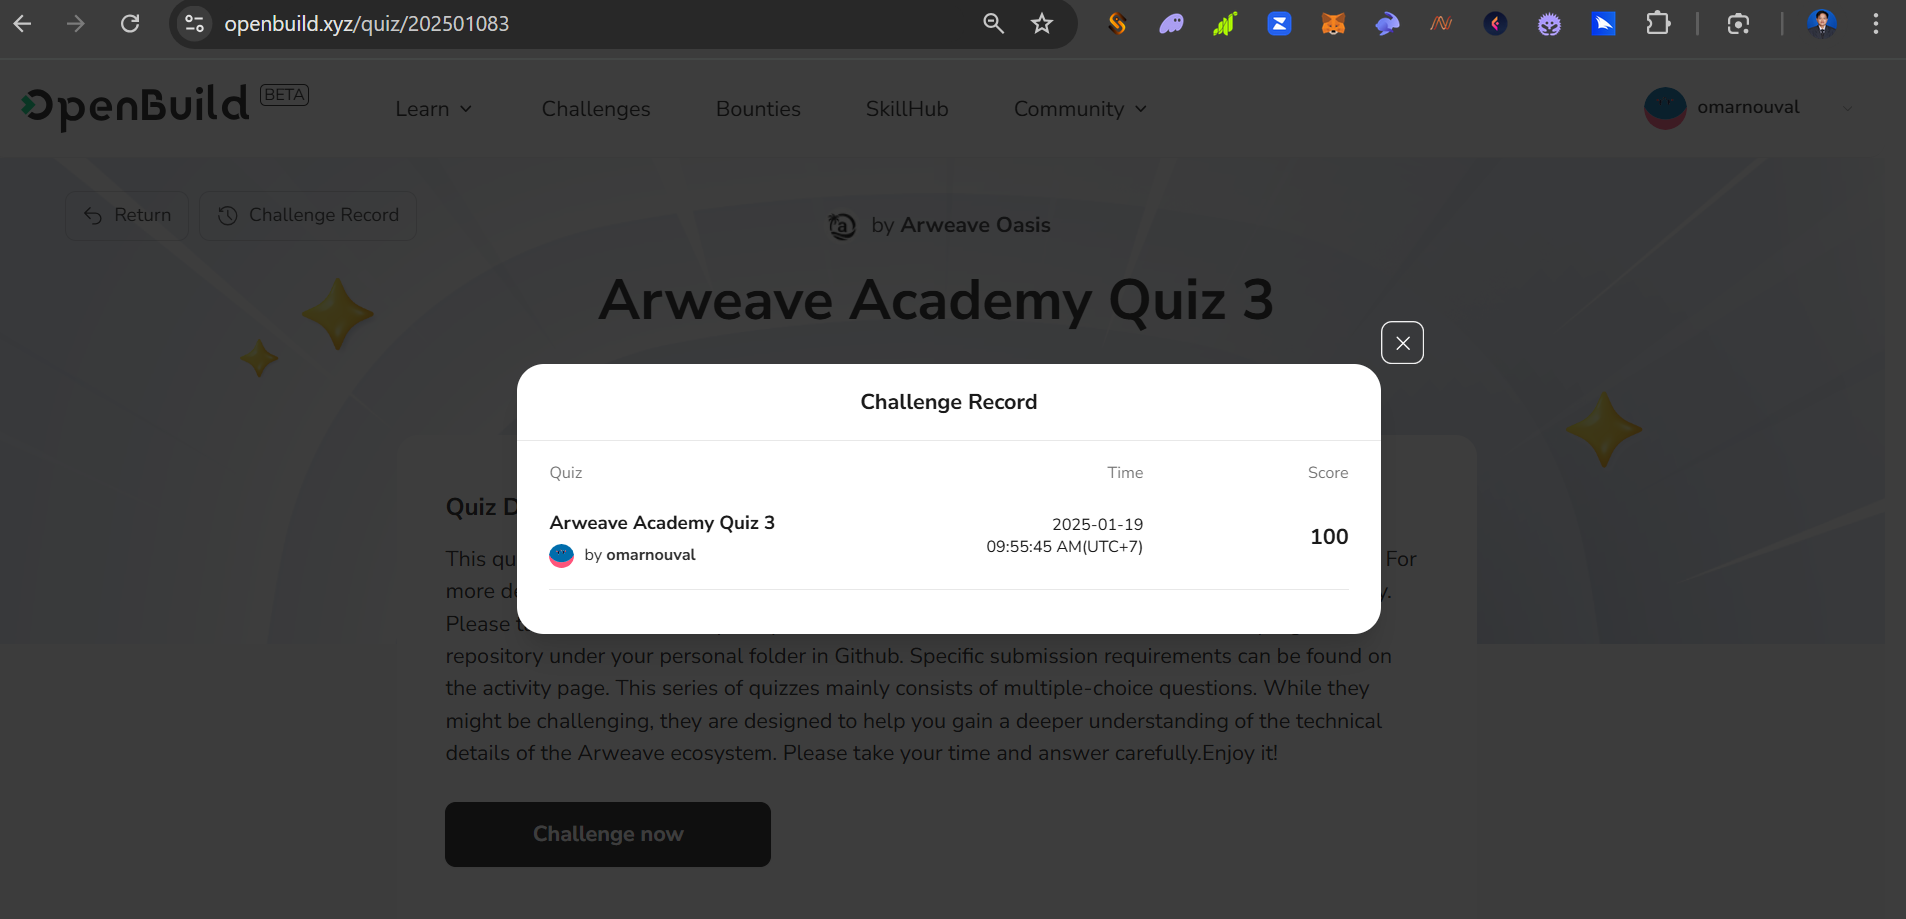 openbuild.xyz/quiz/202501083
OpenBuild BETA
Learn
Challenges
Bounties
SkillHub
Community
omarnouval
Return
Challenge Record
by Arweave Oasis
Arweave Academy Quiz 3
Challenge Record
Quiz
Time
Score
Arweave Academy Quiz 3
by omarnouval
2025-01-19
09:55:45 AM(UTC+7)
100
Quiz
This
For
more
Please
repository under your personal folder in Github. Specific submission requirements can be found on
the activity page. This series of quizzes mainly consists of multiple-choice questions. While they
might be challenging, they are designed to help you gain a deeper understanding of the technical
details of the Arweave ecosystem. Please take your time and answer carefully.Enjoy it!
Challenge now